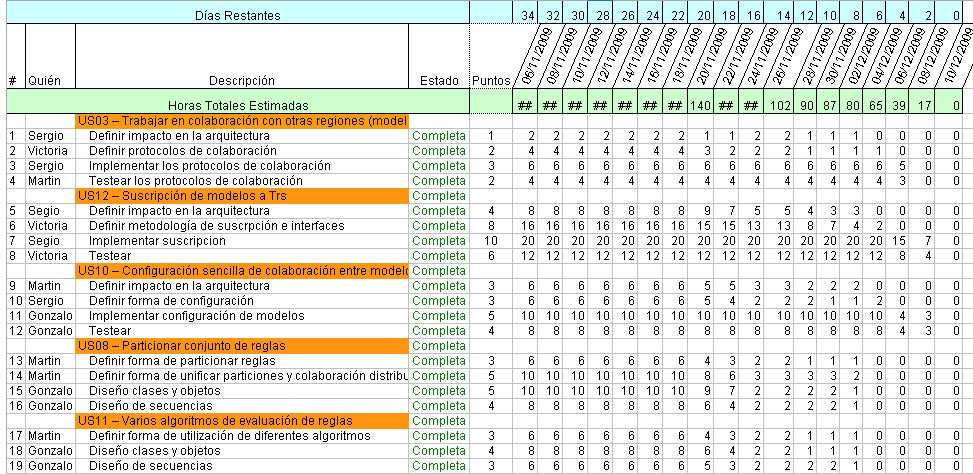 Días Restantes 34 32 30 28 26 24 22 20 18 16 14 12 10 8 6 4 2 0
# Quién Descripción Estado Puntos 06/11/2009 08/11/2009 10/11/2009 12/11/2009 14/11/2009 16/11/2009 18/11/2009 20/11/2009 22/11/2009 24/11/2009 26/11/2009 28/11/2009 30/11/2009 02/12/2009 04/12/2009 06/12/2009 08/12/2009 10/12/2009
Horas Totales Estimadas ## ## ## ## ## ## ## 140 ## ## 102 90 87 80 65 39 17 0
US03 – Trabajar en colaboración con otras regiones (model Completa
1 Sergio Definir impacto en la arquitectura Completa 1 2 2 2 2 2 2 2 1 1 2 2 1 1 1 0 0 0 0
2 Victoria Definir protocolos de colaboración Completa 2 4 4 4 4 4 4 4 3 2 2 2 1 1 1 1 0 0 0
3 Sergio Implementar los protocolos de colaboración Completa 3 6 6 6 6 6 6 6 6 6 6 6 6 6 6 6 5 0 0
4 Martin Testear los protocolos de colaboración Completa 2 4 4 4 4 4 4 4 4 4 4 4 4 4 4 4 3 0 0
US12 – Suscripción de modelos a Trs Completa
5 Segio Definir impacto en la arquitectura Completa 4 8 8 8 8 8 8 8 9 7 5 5 4 3 3 0 0 0 0
6 Victoria Definir metodología de suscrpción e interfaces Completa 8 16 16 16 16 16 16 16 15 15 13 13 8 7 4 2 0 0 0
7 Segio Implementar suscripcion Completa 10 20 20 20 20 20 20 20 20 20 20 20 20 20 20 20 15 7 0
8 Victoria Testear Completa 6 12 12 12 12 12 12 12 12 12 12 12 12 12 12 12 8 4 0
US10 – Configuración sencilla de colaboración entre modelo Completa
9 Martin Definir impacto en la arquitectura Completa 3 6 6 6 6 6 6 6 5 5 3 3 2 2 2 0 0 0 0
10 Sergio Definir forma de configuración Completa 3 6 6 6 6 6 6 6 5 4 2 2 2 1 1 2 0 0 0
11 Gonzalo Implementar configuración de modelos Completa 5 10 10 10 10 10 10 10 10 10 10 10 10 10 10 10 4 3 0
12 Gonzalo Testear Completa 4 8 8 8 8 8 8 8 8 8 8 8 8 8 8 8 4 3 0
US08 – Particionar conjunto de reglas Completa
13 Martin Definir forma de particionar reglas Completa 3 6 6 6 6 6 6 6 4 3 2 2 1 1 1 0 0 0 0
14 Martin Definir forma de unificar particiones y colaboración distribu Completa 5 10 10 10 10 10 10 10 8 6 3 3 3 3 2 0 0 0 0
15 Gonzalo Diseño clases y objetos Completa 5 10 10 10 10 10 10 10 9 7 2 2 2 2 1 0 0 0 0
16 Gonzalo Diseño de secuencias Completa 4 8 8 8 8 8 8 8 6 4 2 2 2 2 1 0 0 0 0
US11 – Varios algoritmos de evaluación de reglas Completa
17 Martin Definir forma de utilización de diferentes algoritmos Completa 3 6 6 6 6 6 6 6 4 3 2 2 1 1 1 0 0 0 0
18 Gonzalo Diseño clases y objetos Completa 4 8 8 8 8 8 8 8 6 4 2 2 1 1 1 0 0 0 0
19 Gonzalo Diseño de secuencias Completa 3 6 6 6 6 6 6 6 5 3 2 2 2 2 1 0 0 0 0